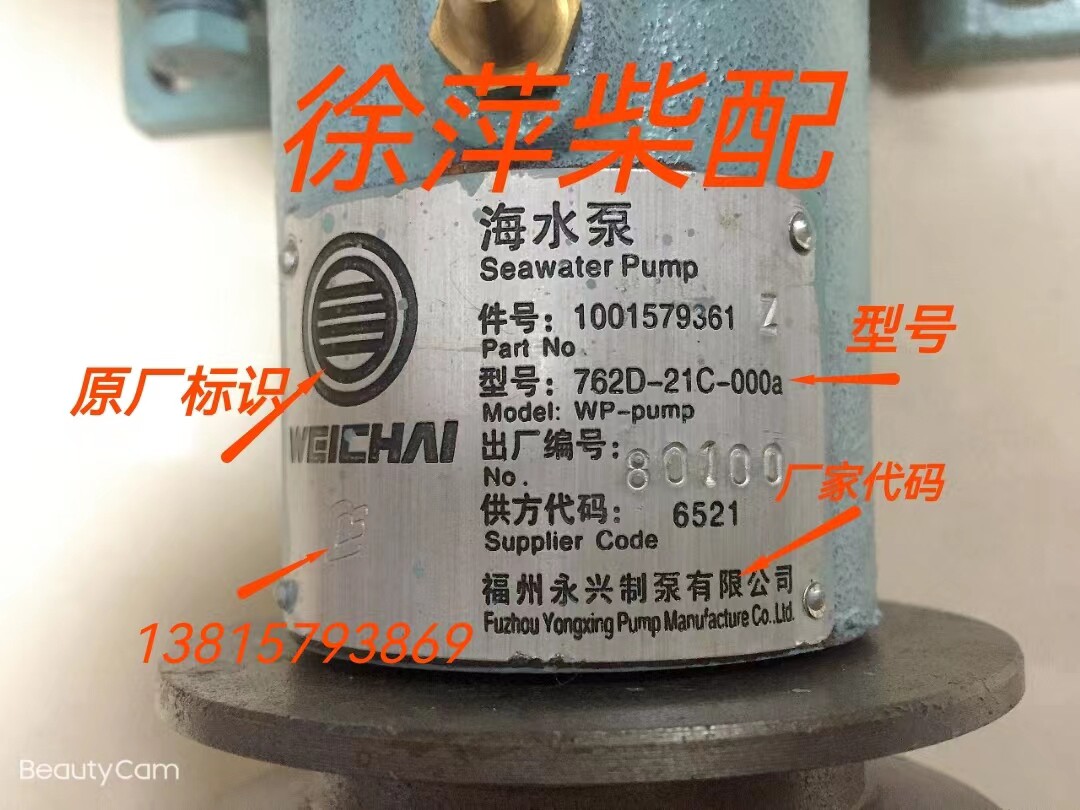 徐萍柴配
海水泵
Seawater Pump
件号：1001579361 Z
Part No
型号
型号：762D-21C-000a
Model: WP-pump
原厂标识
WEICHAI
出厂编号：80100
No.
厂家代码
供方代码： 6521
Supplier Code
福州永兴制泵有限公司
Fuzhou Yongxing Pump Manufacture Co.,Ltd.
13815793869
BeautyCam